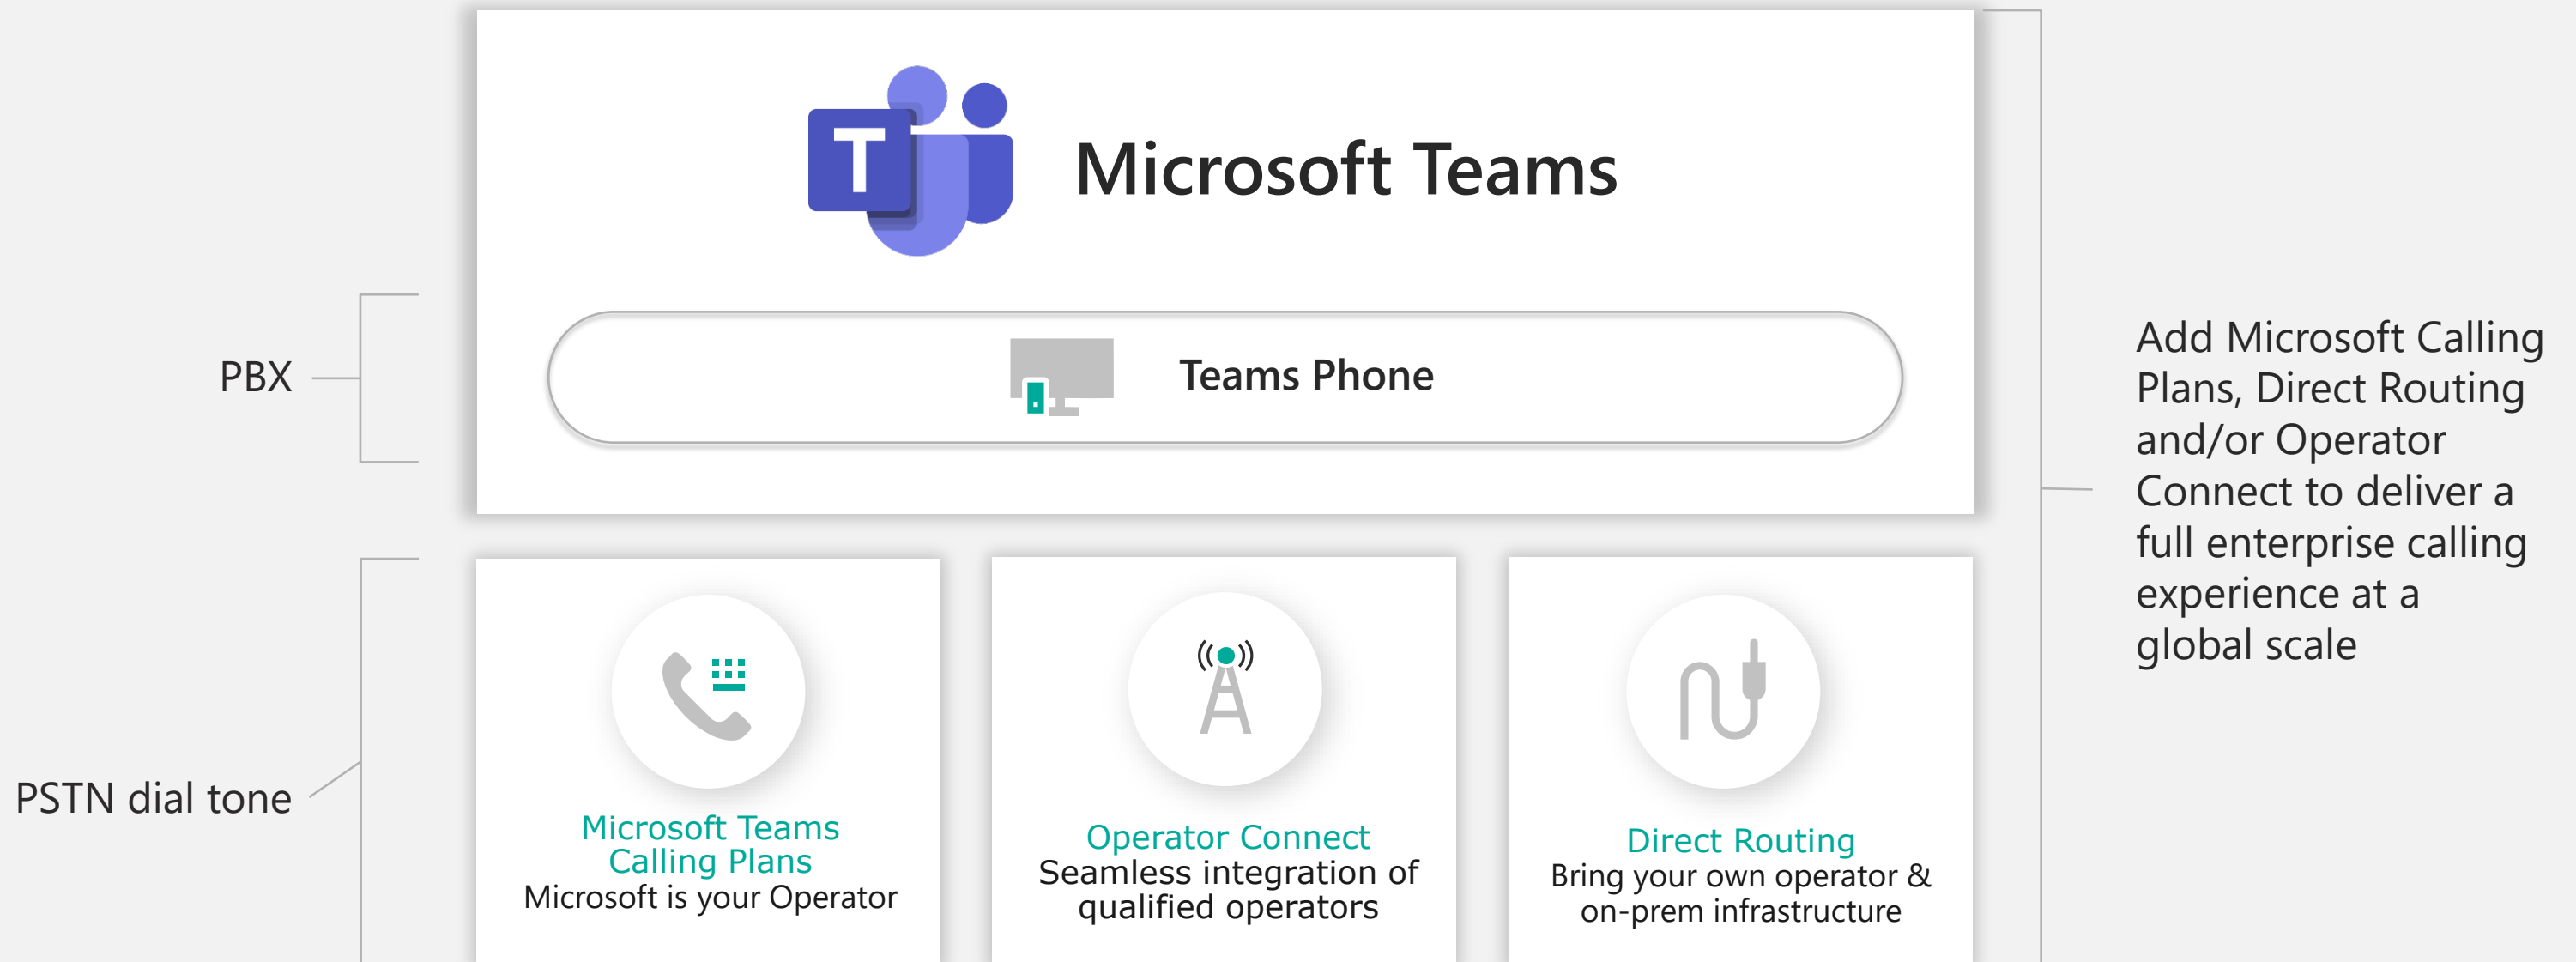 T
Microsoft Teams
PBX
Teams Phone
Add Microsoft Calling
Plans, Direct Routing
and/or Operator
Connect to deliver a
full enterprise calling
experience at a
global scale
PSTN dial tone
Microsoft Teams
Calling Plans
Microsoft is your Operator
Operator Connect
Seamless integration of
qualified operators
Direct Routing
Bring your own operator &
on-prem infrastructure